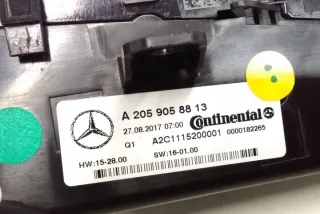 A 205 905 88 13
27.08.2017 07:00 Continental
Q1 A2C1115200001 0000182265
HW:15-28.00 SW:16-01.00